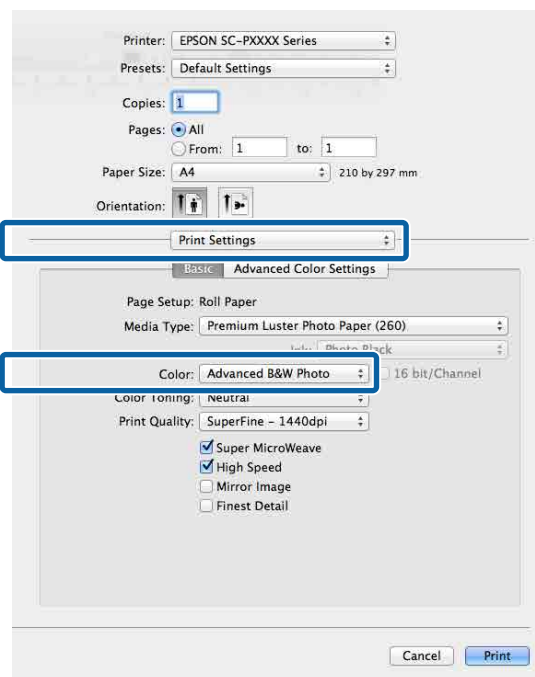 Printer: EPSON SC-PXXXX Series
Presets: Default Settings
Copies: 1
Pages: All
From: 1 to: 1
Paper Size: A4 210 by 297 mm
Orientation:
Print Settings
Basic Advanced Color Settings
Page Setup: Roll Paper
Media Type: Premium Luster Photo Paper (260)
Ink: Photo Black
Color: Advanced B&W Photo 16 bit/Channel
Color Toning: Neutral
Print Quality: SuperFine - 1440dpi
Super MicroWeave
High Speed
Mirror Image
Finest Detail
Cancel Print